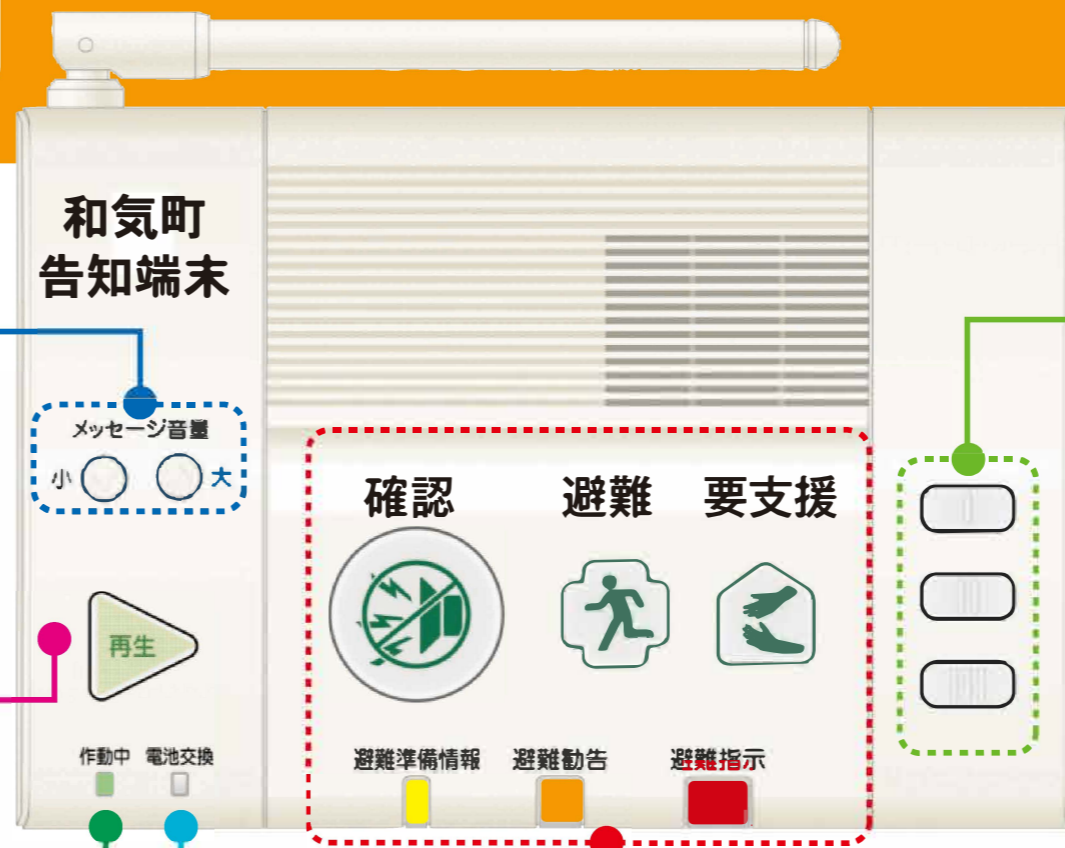 和気町
告知端末
メッセージ音量
小 大
確認 避難 要支援
再生
作動中 電池交換
避難準備情報 避難勧告 避難指示